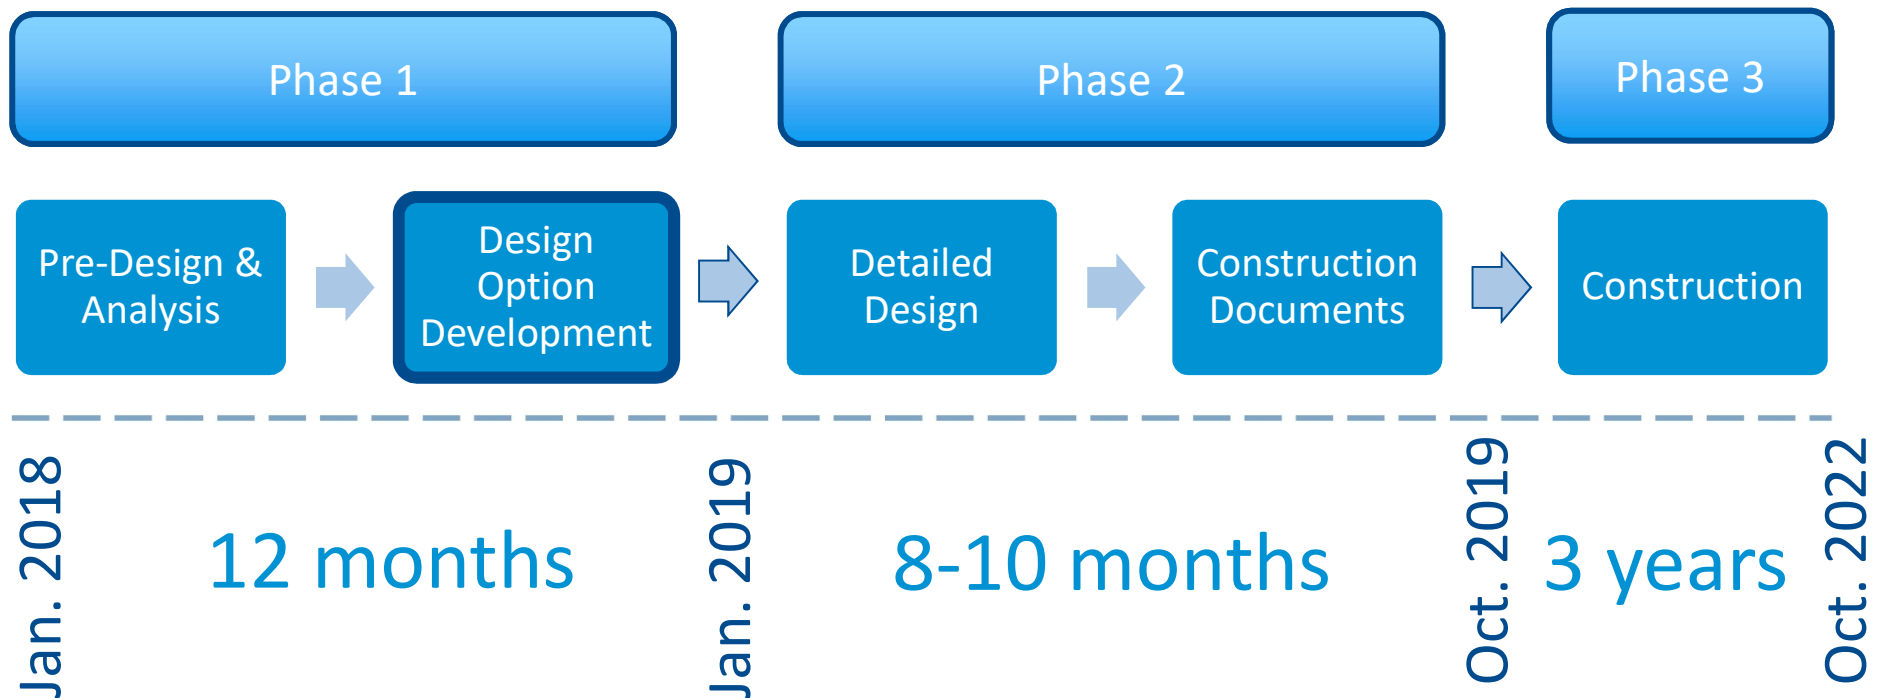 Phase 1
Phase 2
Phase 3
Pre-Design &
Analysis
Design
Option
Development
Detailed
Design
Construction
Documents
Construction
Jan. 2018
12 months
Jan. 2019
8-10 months
Oct. 2019
3 years
Oct. 2022